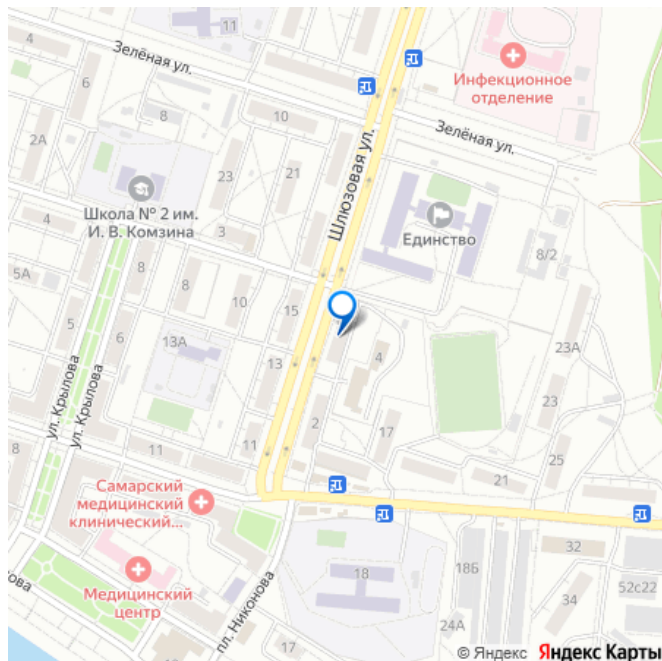 4
Зелёная ул.
11
6
8
10
Инфекционное
отделение
Зелёная ул.
2А
Шлюзовая ул.
23
21
Школа № 2 им.
И. В. Комзина
4
3
Единство
8/2
5А
8
8
10
15
5
6
13А
13
4
23А
ул. Крылова
ул. Крылова
2
17
23
8
11
11
21
25
Самарский
медицинский
клинический...
Медицинский
центр
пл. Никонова
17
18
18Б
24А
32
34
52с22
ова
© Яндекс Яндекс Карты